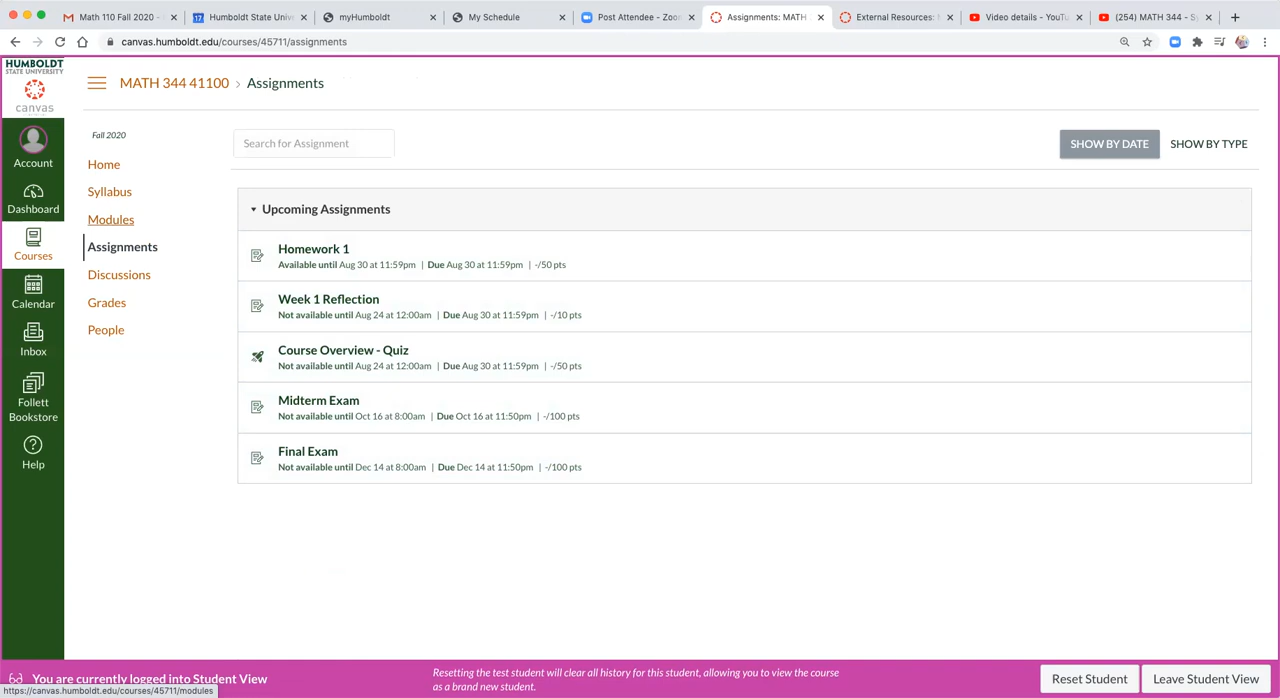 Math 110 Fall 2020 -
Humboldt State Univ
myHumboldt
My Schedule
Post Attendee - Zoo
Assignments: MATH
External Resources:
Video details - YouTu
(254) MATH 344 - S
canvas.humboldt.edu/courses/45711/assignments
HUMBOLDT
STATE UNIVERSITY
canvas
MATH 344 41100 > Assignments
Fall 2020
Search for Assignment
SHOW BY DATE
SHOW BY TYPE
Account
Dashboard
Courses
Calendar
Inbox
Follett
Bookstore
Help
Home
Syllabus
Modules
Assignments
Discussions
Grades
People
Upcoming Assignments
Homework 1
Available until Aug 30 at 11:59pm | Due Aug 30 at 11:59pm | -/50 pts
Week 1 Reflection
Not available until Aug 24 at 12:00am | Due Aug 30 at 11:59pm | -/10 pts
Course Overview - Quiz
Not available until Aug 24 at 12:00am | Due Aug 30 at 11:59pm | -/50 pts
Midterm Exam
Not available until Oct 16 at 8:00am | Due Oct 16 at 11:50pm | -/100 pts
Final Exam
Not available until Dec 14 at 8:00am | Due Dec 14 at 11:50pm | -/100 pts
You are currently logged into Student View
Resetting the test student will clear all history for this student, allowing you to view the course
as a brand new student.
Reset Student
Leave Student View
https://canvas.humboldt.edu/courses/45711/modules